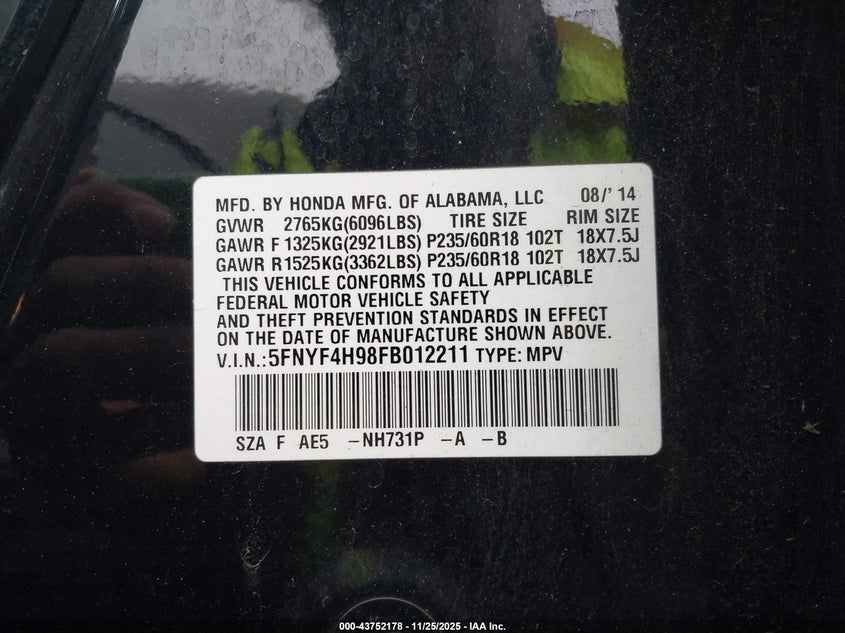 MFD. BY HONDA MFG. OF ALABAMA, LLC 08/' 14
GVWR 2765KG(6096LBS) TIRE SIZE RIM SIZE
GAWR F 1325KG(2921LBS) P235/60R18 102T 18X7.5J
GAWR R1525KG(3362LBS) P235/60R18 102T 18X7.5J
THIS VEHICLE CONFORMS TO ALL APPLICABLE
FEDERAL MOTOR VEHICLE SAFETY
AND THEFT PREVENTION STANDARDS IN EFFECT
ON THE DATE OF MANUFACTURE SHOWN ABOVE.
V.I.N.:5FNYF4H98FB012211 TYPE: MPV
SZA F AE5 -NH731P -A -B
000-43752178 - 11/25/2025 - IAA Inc.